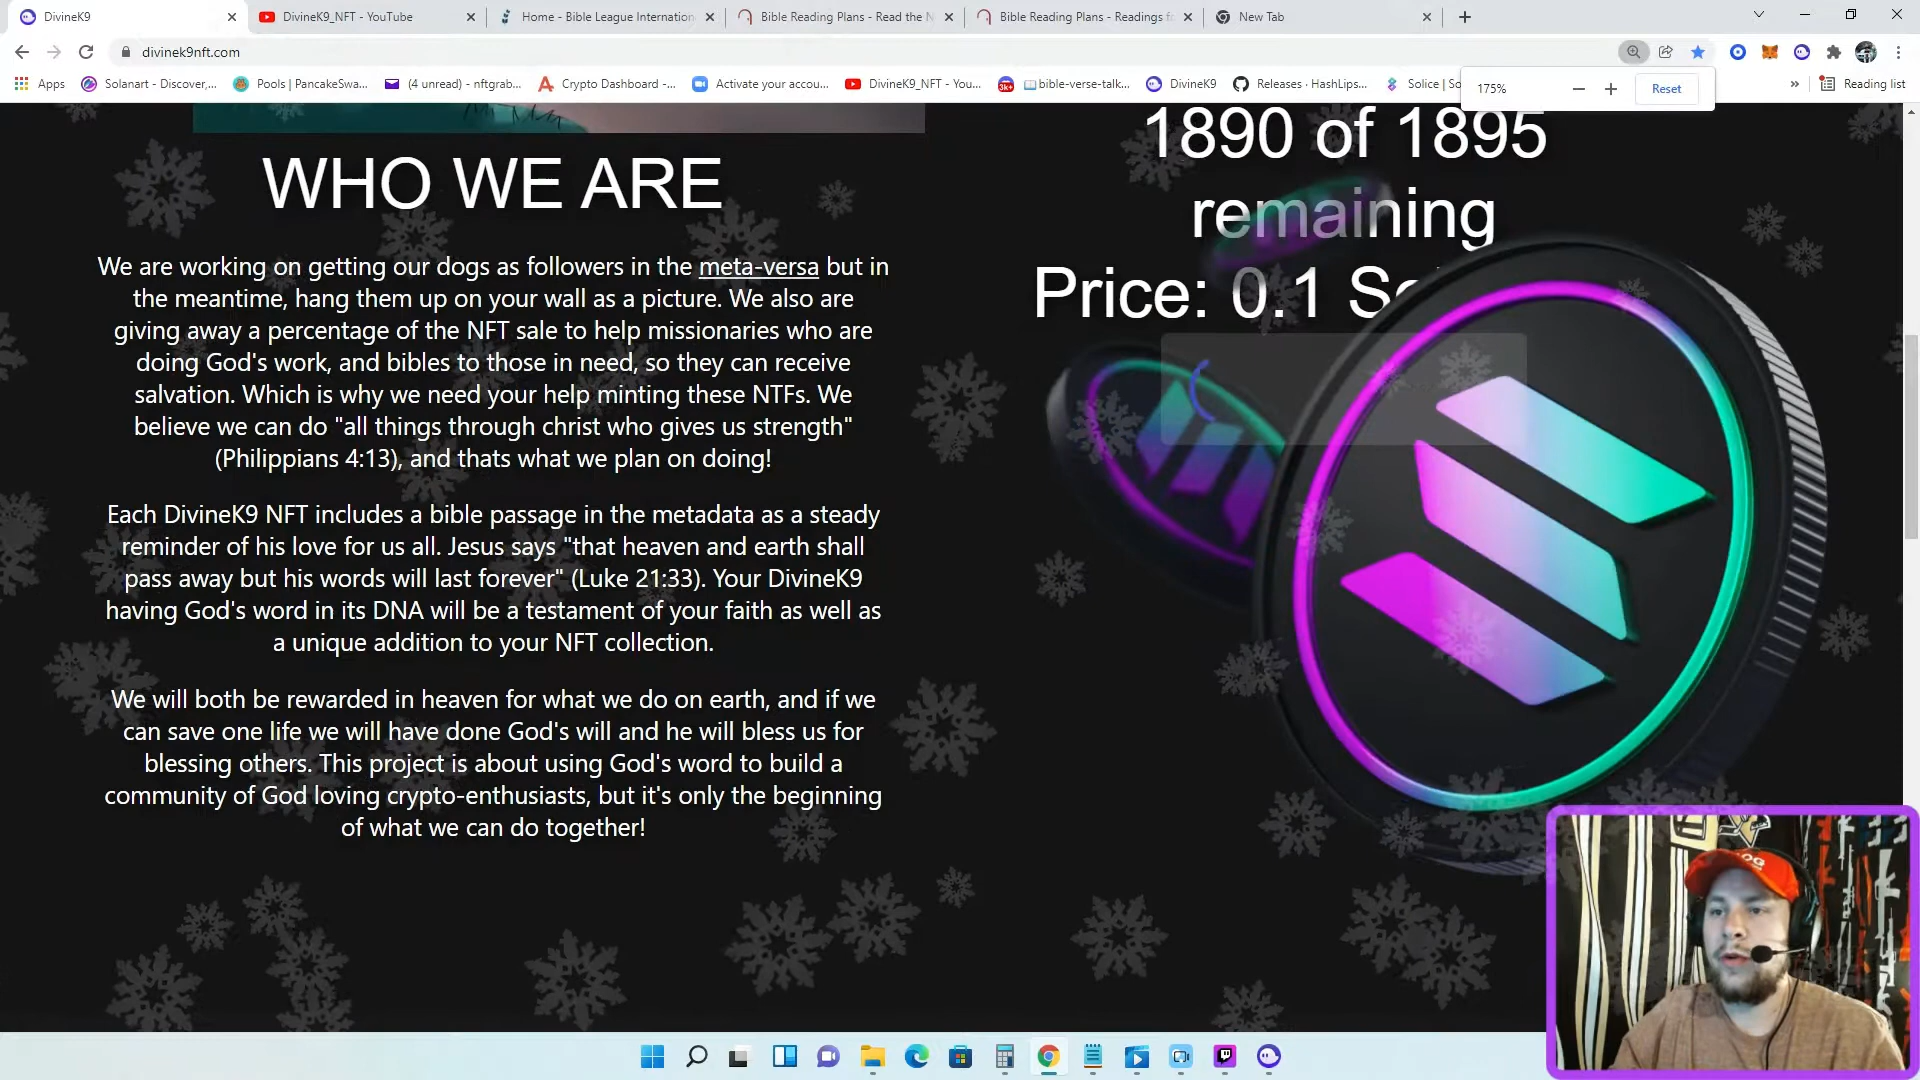 DivineK9
DivineK9_NFT - YouTube
Home - Bible League Internation
Bible Reading Plans - Read the N
Bible Reading Plans - Readings f
New Tab
divinek9nft.com
Apps
Solanart - Discover,...
Pools | PancakeSwa...
(4 unread) - nftgrab...
Crypto Dashboard -...
Activate your accou...
DivineK9_NFT - You...
3k+
bible-verse-talk...
DivineK9
Releases · HashLips...
Solice | So
175%
Reset
»
Reading list
WHO WE ARE
We are working on getting our dogs as followers in the meta-versa but in
the meantime, hang them up on your wall as a picture. We also are
giving away a percentage of the NFT sale to help missionaries who are
doing God's work, and bibles to those in need, so they can receive
salvation. Which is why we need your help minting these NTFs. We
believe we can do "all things through christ who gives us strength"
(Philippians 4:13), and thats what we plan on doing!
Each DivineK9 NFT includes a bible passage in the metadata as a steady
reminder of his love for us all. Jesus says "that heaven and earth shall
pass away but his words will last forever" (Luke 21:33). Your DivineK9
having God's word in its DNA will be a testament of your faith as well as
a unique addition to your NFT collection.
We will both be rewarded in heaven for what we do on earth, and if we
can save one life we will have done God's will and he will bless us for
blessing others. This project is about using God's word to build a
community of God loving crypto-enthusiasts, but it's only the beginning
of what we can do together!
1890 of 1895
remaining
Price: 0.1 So